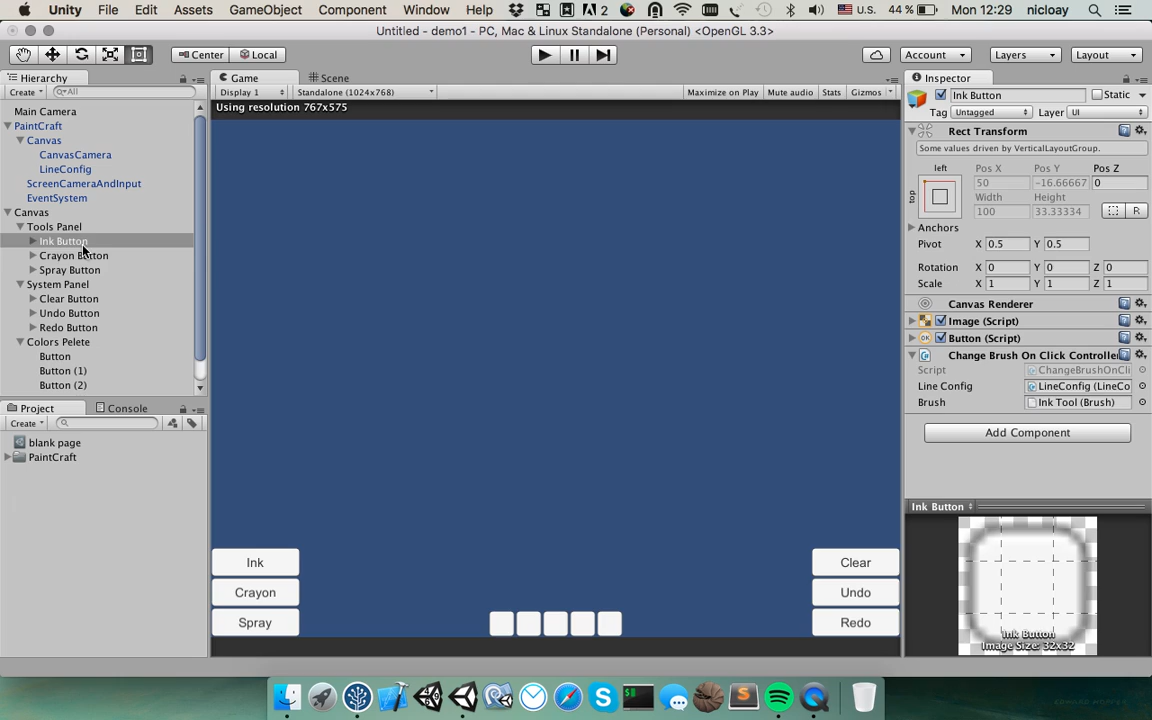 Unity File Edit Assets GameObject Component Window Help U.S. 44 % Mon 12:29 nicloay
Untitled - demo1 - PC, Mac & Linux Standalone (Personal) <OpenGL 3.3>
Center Local Account Layers Layout
Hierarchy Game Scene Inspector
Create All Display 1 Standalone (1024x768) Maximize on Play Mute audio Stats Gizmos
Ink Button Static
Using resolution 767x575
Main Camera
Tag Untagged Layer UI
PaintCraft
Canvas
CanvasCamera
LineConfig
ScreenCameraAndInput
EventSystem
Canvas
Tools Panel
Ink Button
Crayon Button
Spray Button
System Panel
Clear Button
Undo Button
Redo Button
Colors Pelete
Button
Button (1)
Button (2)
Rect Transform
Some values driven by VerticalLayoutGroup.
left Pos X Pos Y Pos Z
top 50 -16.66667 0
Width Height
100 33.33334 R
Anchors
Pivot X 0.5 Y 0.5
Rotation X 0 Y 0 Z 0
Scale X 1 Y 1 Z 1
Canvas Renderer
Image (Script)
Button (Script)
Change Brush On Click Controller
Script ChangeBrushOnCli
Line Config LineConfig (LineCo
Brush Ink Tool (Brush)
Add Component
Project Console
Create
blank page
PaintCraft
Ink Clear
Crayon Undo
Spray Redo
Ink Button
Ink Button
Image Size: 32x32